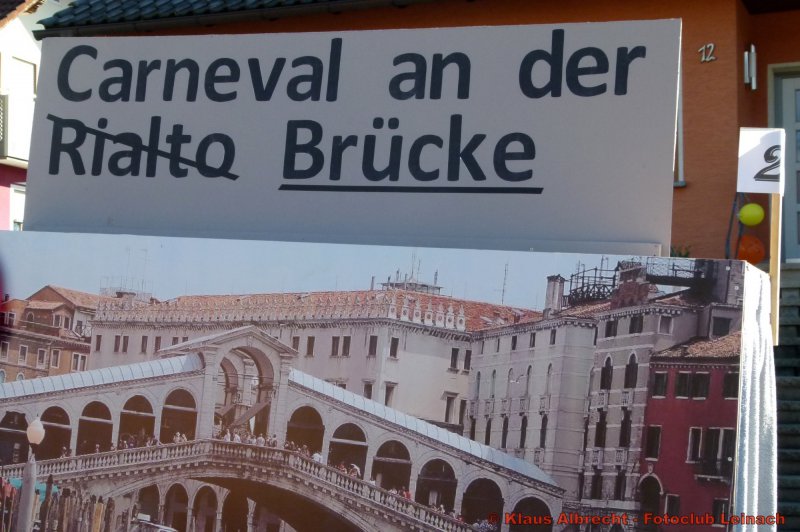 Carneval an der
Rialto Brücke
12
2
© Klaus Albrecht - Fotoclub Leinach